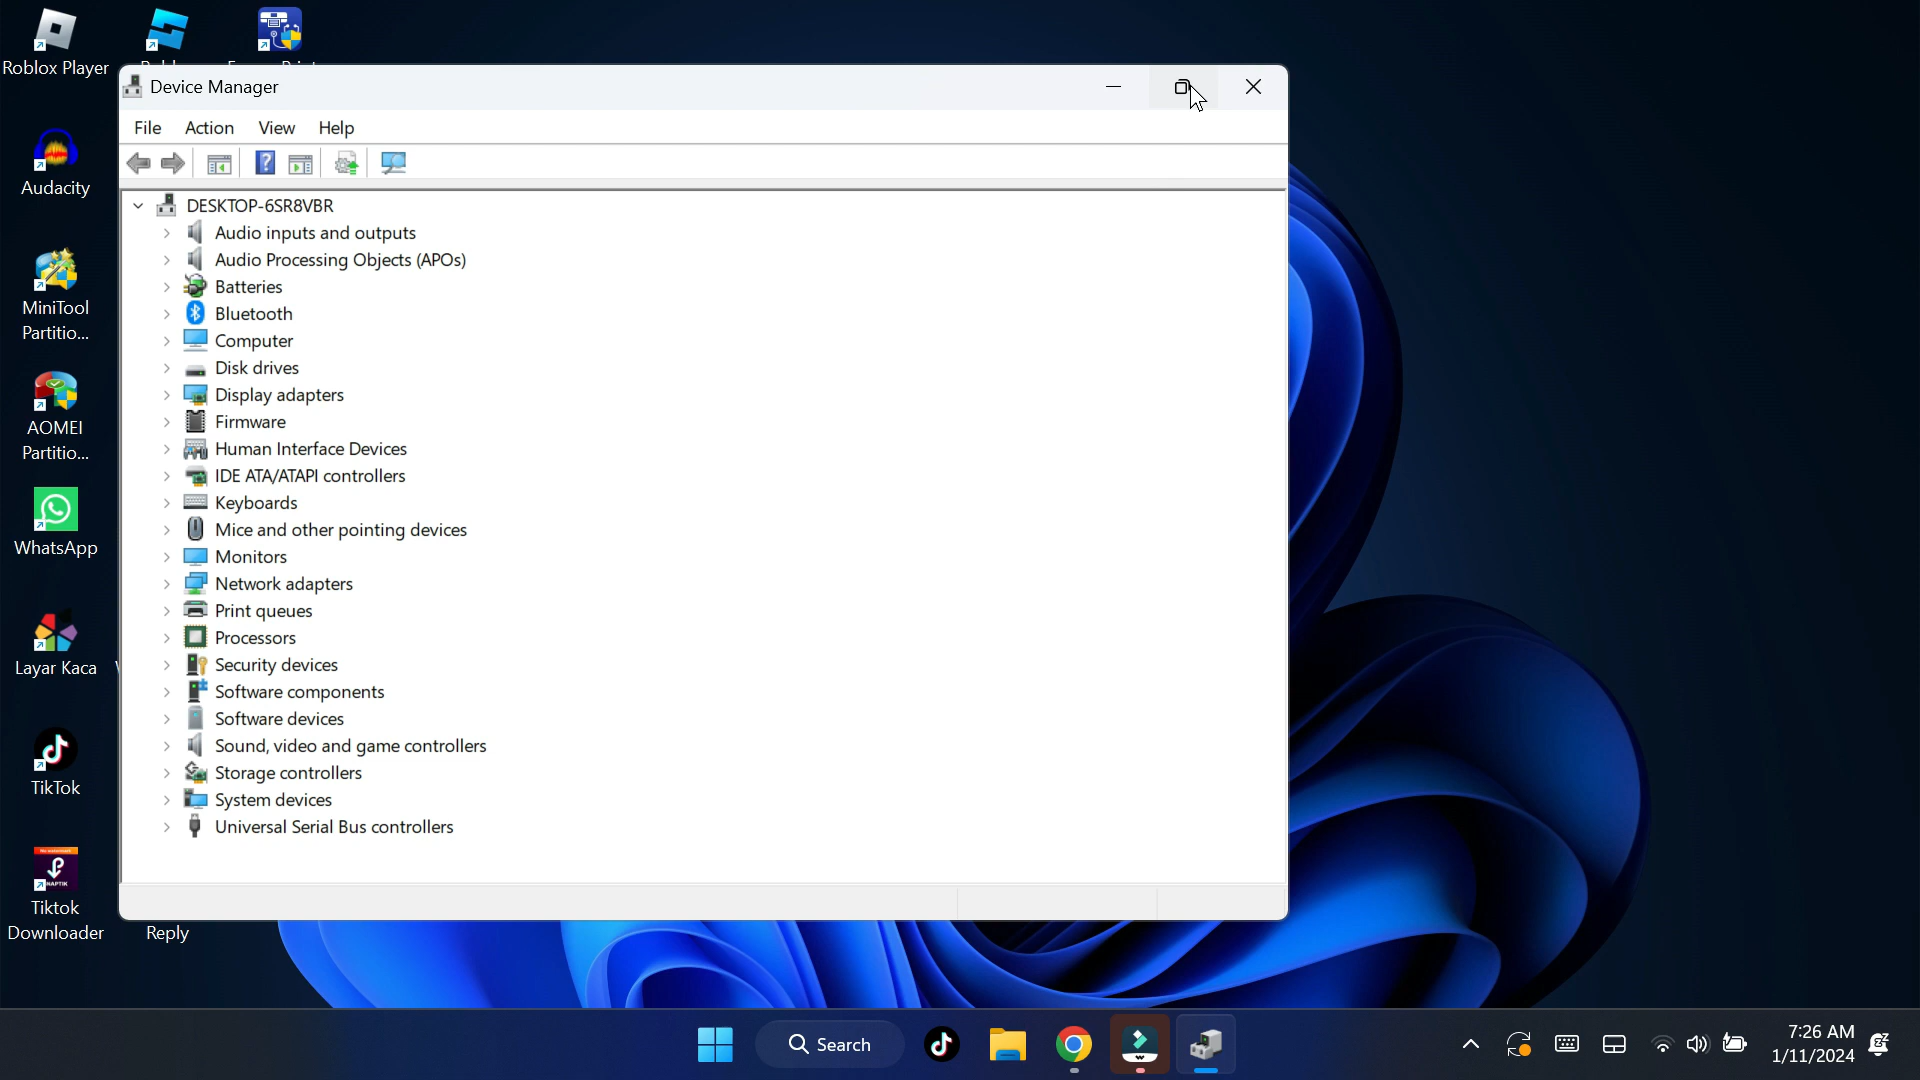 Roblox Player
Audacity
MiniTool
Partitio...
AOMEI
Partitio...
WhatsApp
Layar Kaca
TikTok
Tiktok
Downloader
Reply
Device Manager
File Action View Help
DESKTOP-6SR8VBR
Audio inputs and outputs
Audio Processing Objects (APOs)
Batteries
Bluetooth
Computer
Disk drives
Display adapters
Firmware
Human Interface Devices
IDE ATA/ATAPI controllers
Keyboards
Mice and other pointing devices
Monitors
Network adapters
Print queues
Processors
Security devices
Software components
Software devices
Sound, video and game controllers
Storage controllers
System devices
Universal Serial Bus controllers
Search
7:26 AM
1/11/2024